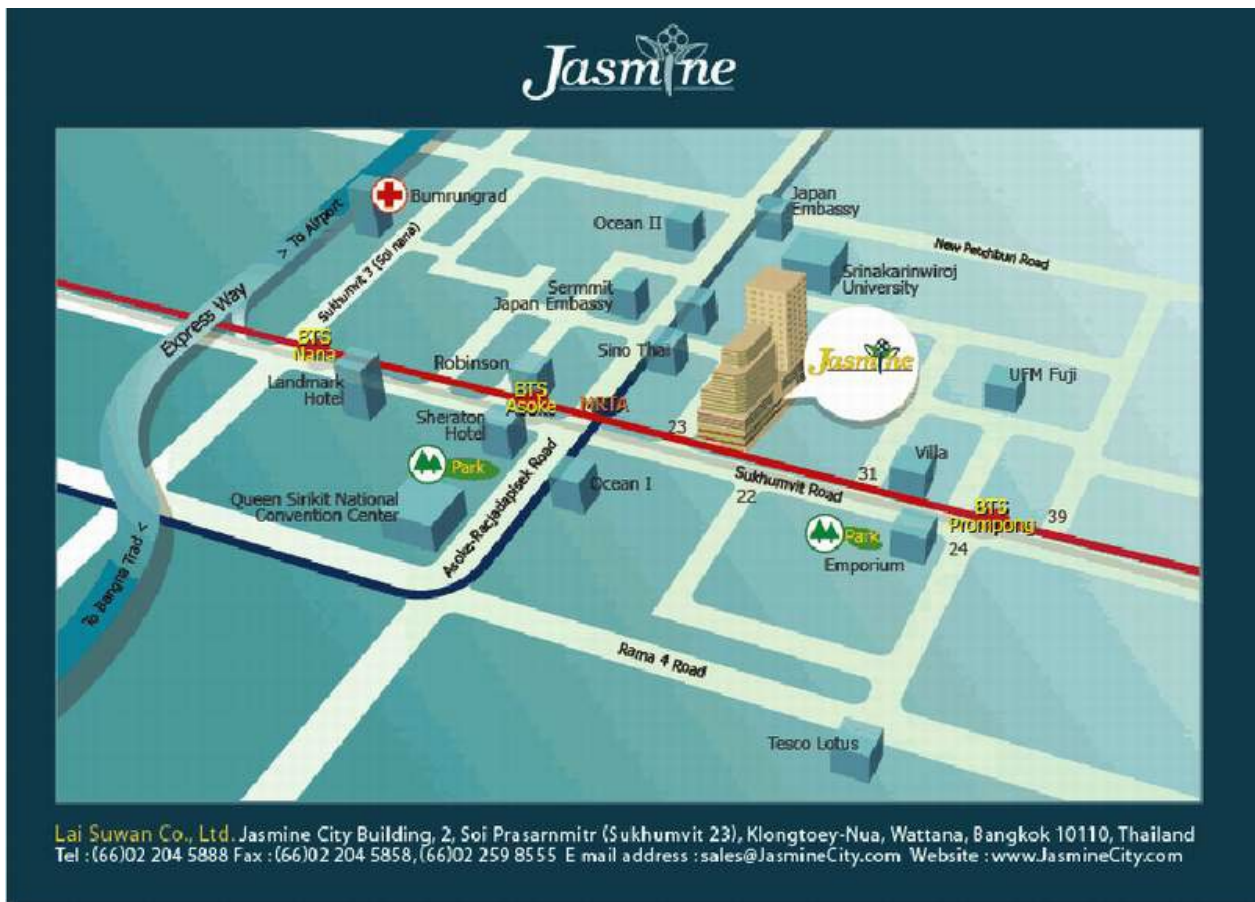 Jasmine
Bumrungrad
> To Airport
Express Way
Sukhumvit 3 (Soi nana)
Ocean II
Japan
Embassy
New Petchburi Road
Srinakarinwiroj
University
Sermmit
Japan Embassy
BTS
Nana
Robinson
Sino Thai
Jasmine
UFM Fuji
Landmark
Hotel
BTS
Asoke
MRTA
Sheraton
Hotel
23
Park
Asoke-Racjadapisek Road
Ocean I
Sukhumvit Road
22
31
Villa
Queen Sirikit National
Convention Center
BTS
Prompong
39
Park
24
Emporium
To Bangna Trad <
Rama 4 Road
Tesco Lotus
Lai Suwan Co., Ltd. Jasmine City Building, 2, Soi Prasarnmitr (Sukhumvit 23), Klongtoey-Nua, Wattana, Bangkok 10110, Thailand
Tel : (66)02 204 5888 Fax : (66)02 204 5858, (66)02 259 8555 E mail address : sales@JasmineCity.com Website : www.JasmineCity.com